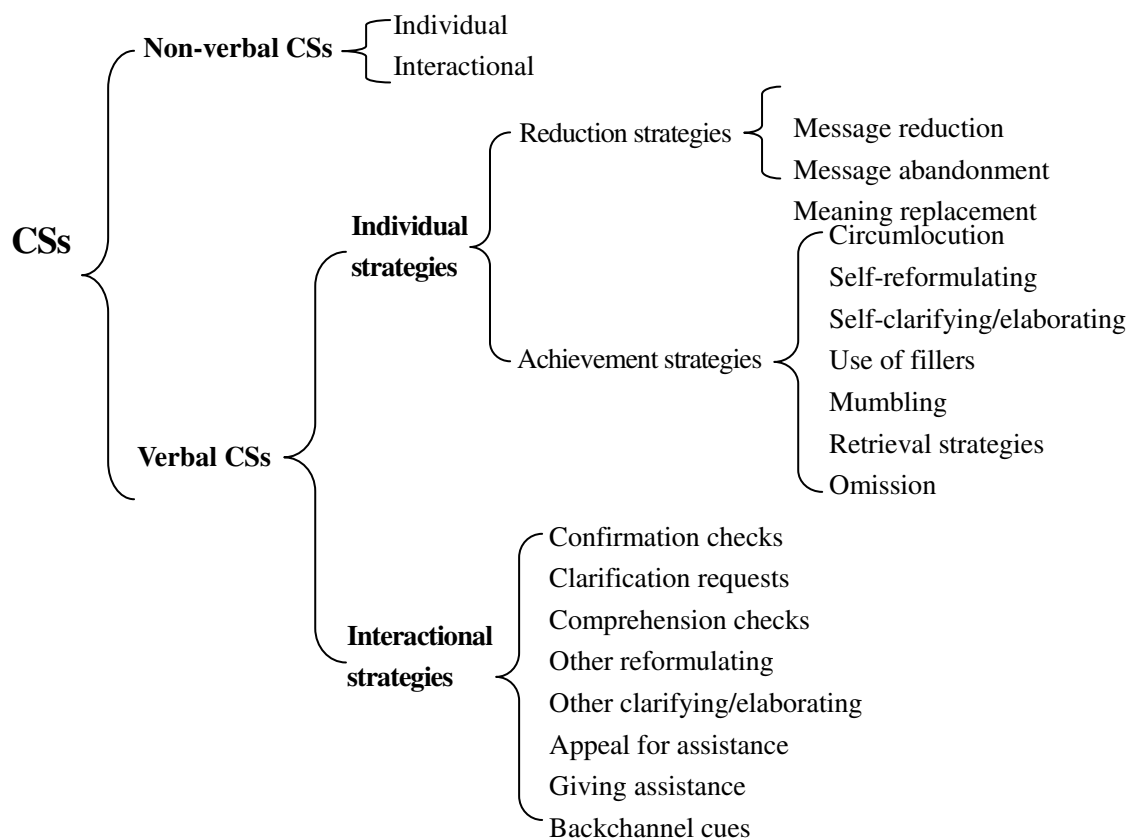 CSs
Non-verbal CSs
Individual
Interactional
Verbal CSs
Individual
strategies
Reduction strategies
Message reduction
Message abandonment
Meaning replacement
Achievement strategies
Circumlocution
Self-reformulating
Self-clarifying/elaborating
Use of fillers
Mumbling
Retrieval strategies
Omission
Interactional
strategies
Confirmation checks
Clarification requests
Comprehension checks
Other reformulating
Other clarifying/elaborating
Appeal for assistance
Giving assistance
Backchannel cues